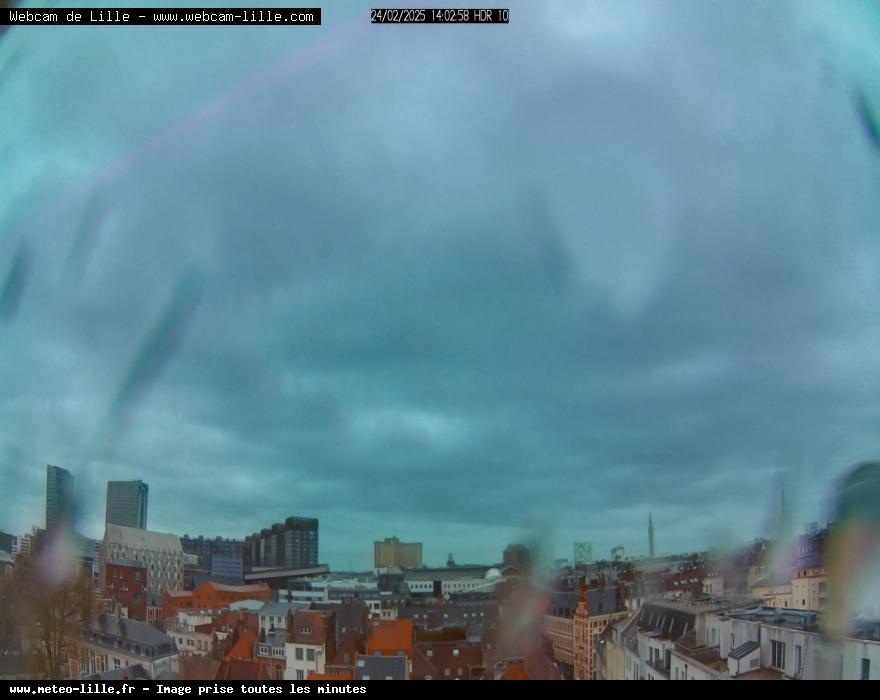 Webcam de Lille - www.webcam-lille.com
24/02/2025 14:02:58 HDR 10
www.meteo-lille.fr - Image prise toutes les minutes